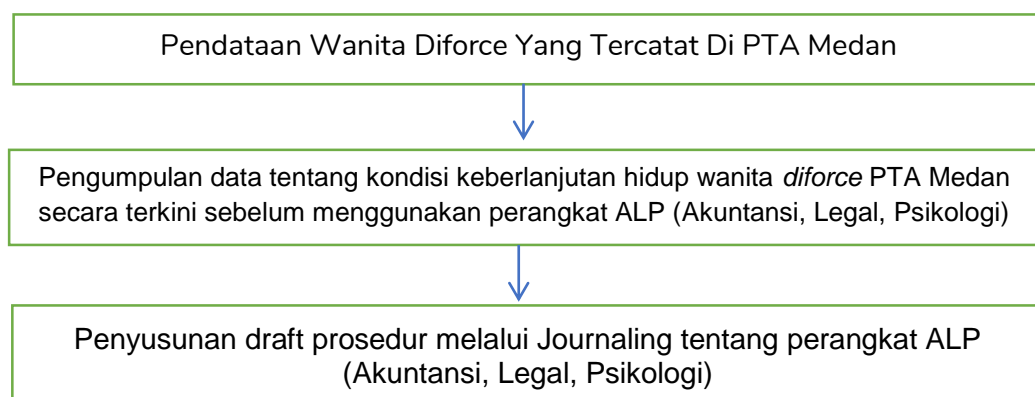 Pendataan Wanita Diforce Yang Tercatat Di PTA Medan
Pengumpulan data tentang kondisi keberlanjutan hidup wanita diforce PTA Medan
secara terkini sebelum menggunakan perangkat ALP (Akuntansi, Legal, Psikologi)
Penyusunan draft prosedur melalui Journaling tentang perangkat ALP
(Akuntansi, Legal, Psikologi)